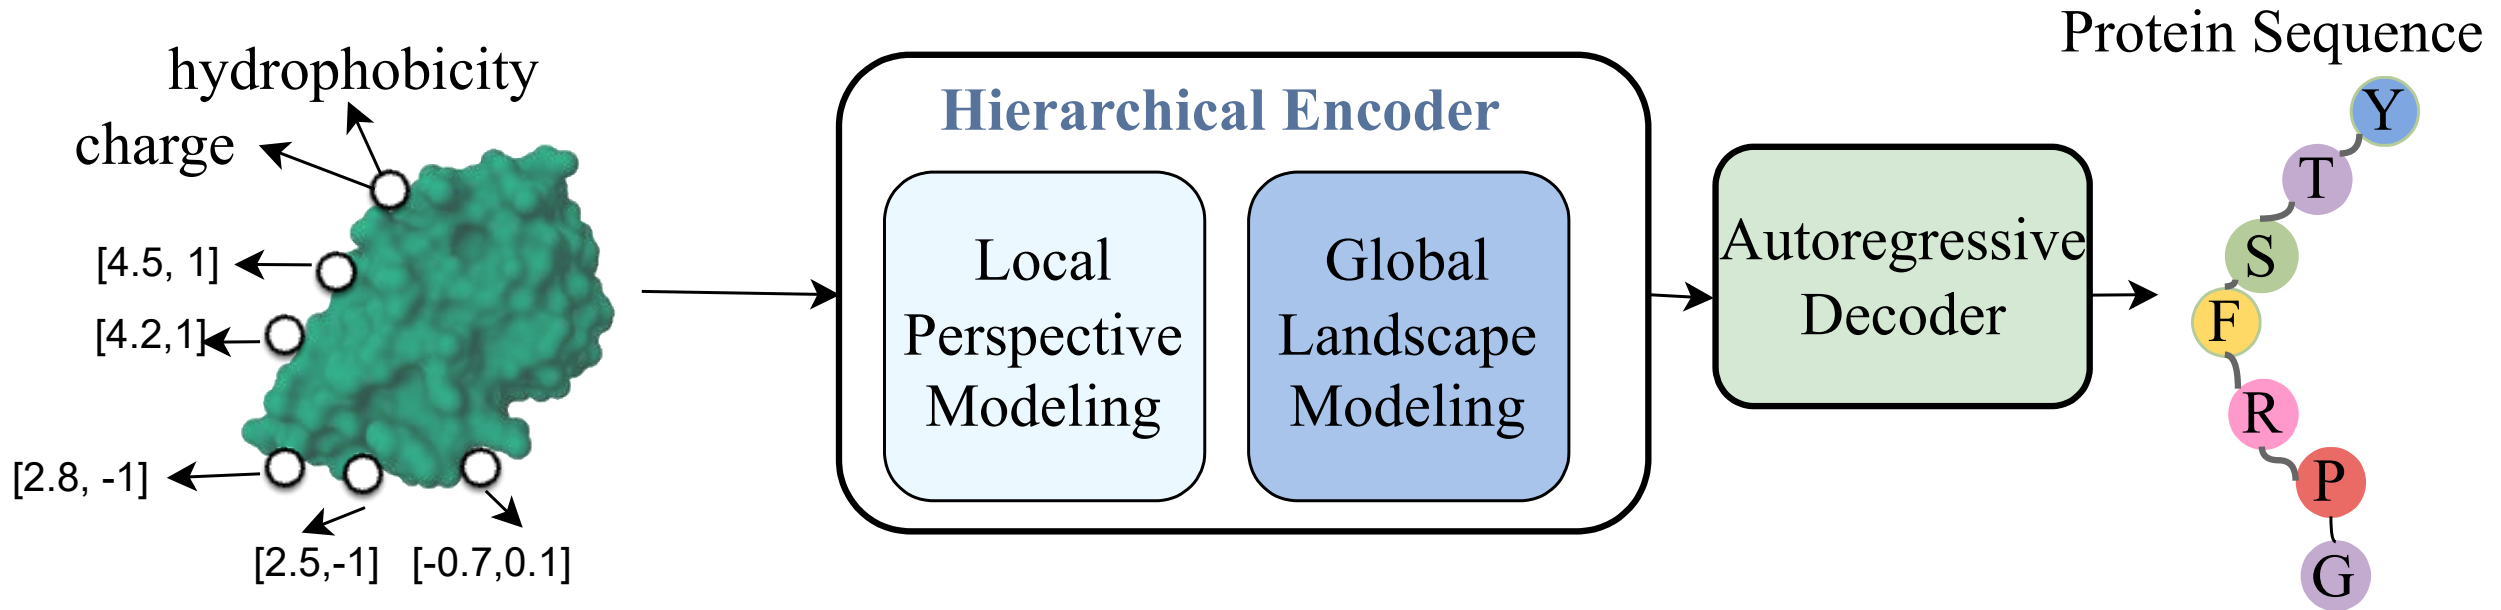 hydrophobicity
charge
[4.5, 1]
[4.2,1]
[2.8, -1]
[2.5,-1]
[-0.7,0.1]
Hierarchical Encoder
Local
Perspective
Modeling
Global
Landscape
Modeling
Autoregressive
Decoder
Protein Sequence
Y
T
S
F
R
P
G